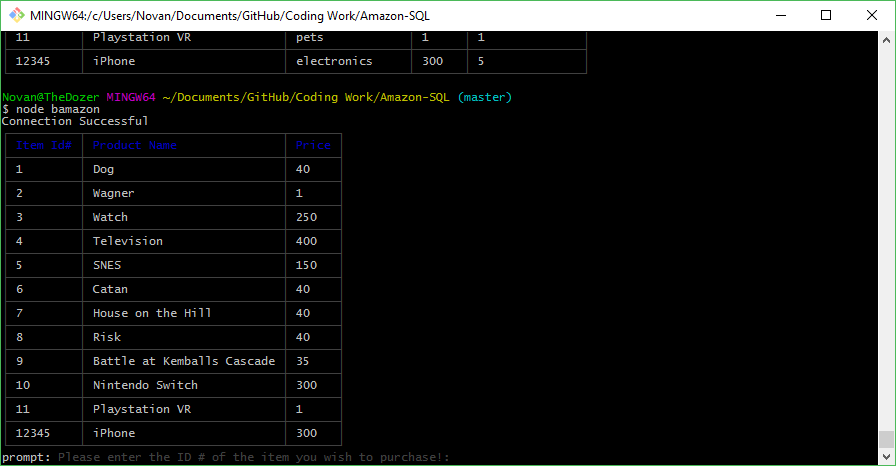 MINGW64:/c/Users/Novan/Documents/GitHub/Coding Work/Amazon-SQL
11 Playstation VR pets 1 1
12345 iPhone electronics 300 5
Novan@TheDozer MINGW64 ~/Documents/GitHub/Coding Work/Amazon-SQL (master)
$ node bamazon
Connection Successful
Item Id# Product Name Price
1 Dog 40
2 Wagner 1
3 Watch 250
4 Television 400
5 SNES 150
6 Catan 40
7 House on the Hill 40
8 Risk 40
9 Battle at Kemballs Cascade 35
10 Nintendo Switch 300
11 Playstation VR 1
12345 iPhone 300
prompt: Please enter the ID # of the item you wish to purchase!: